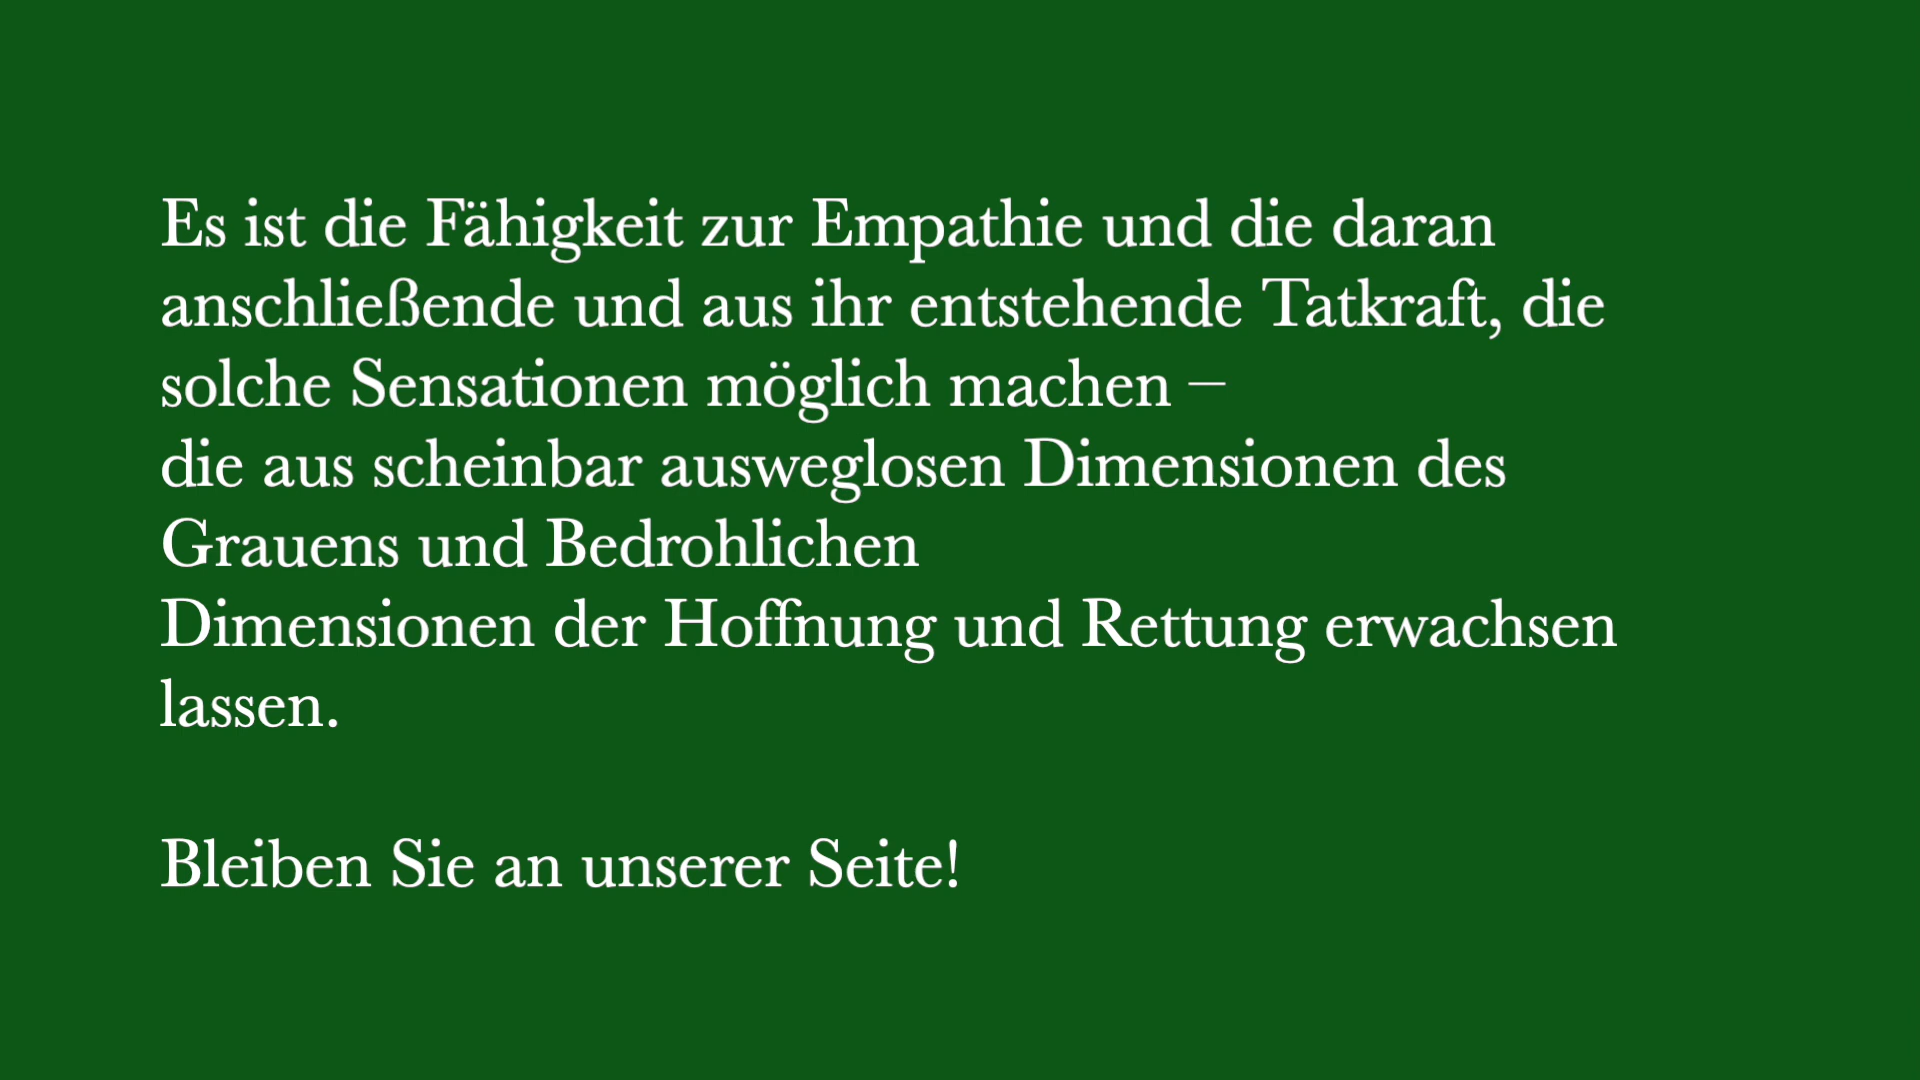 Es ist die Fähigkeit zur Empathie und die daran
anschließende und aus ihr entstehende Tatkraft, die
solche Sensationen möglich machen –
die aus scheinbar ausweglosen Dimensionen des
Grauens und Bedrohlichen
Dimensionen der Hoffnung und Rettung erwachsen
lassen.
Bleiben Sie an unserer Seite!